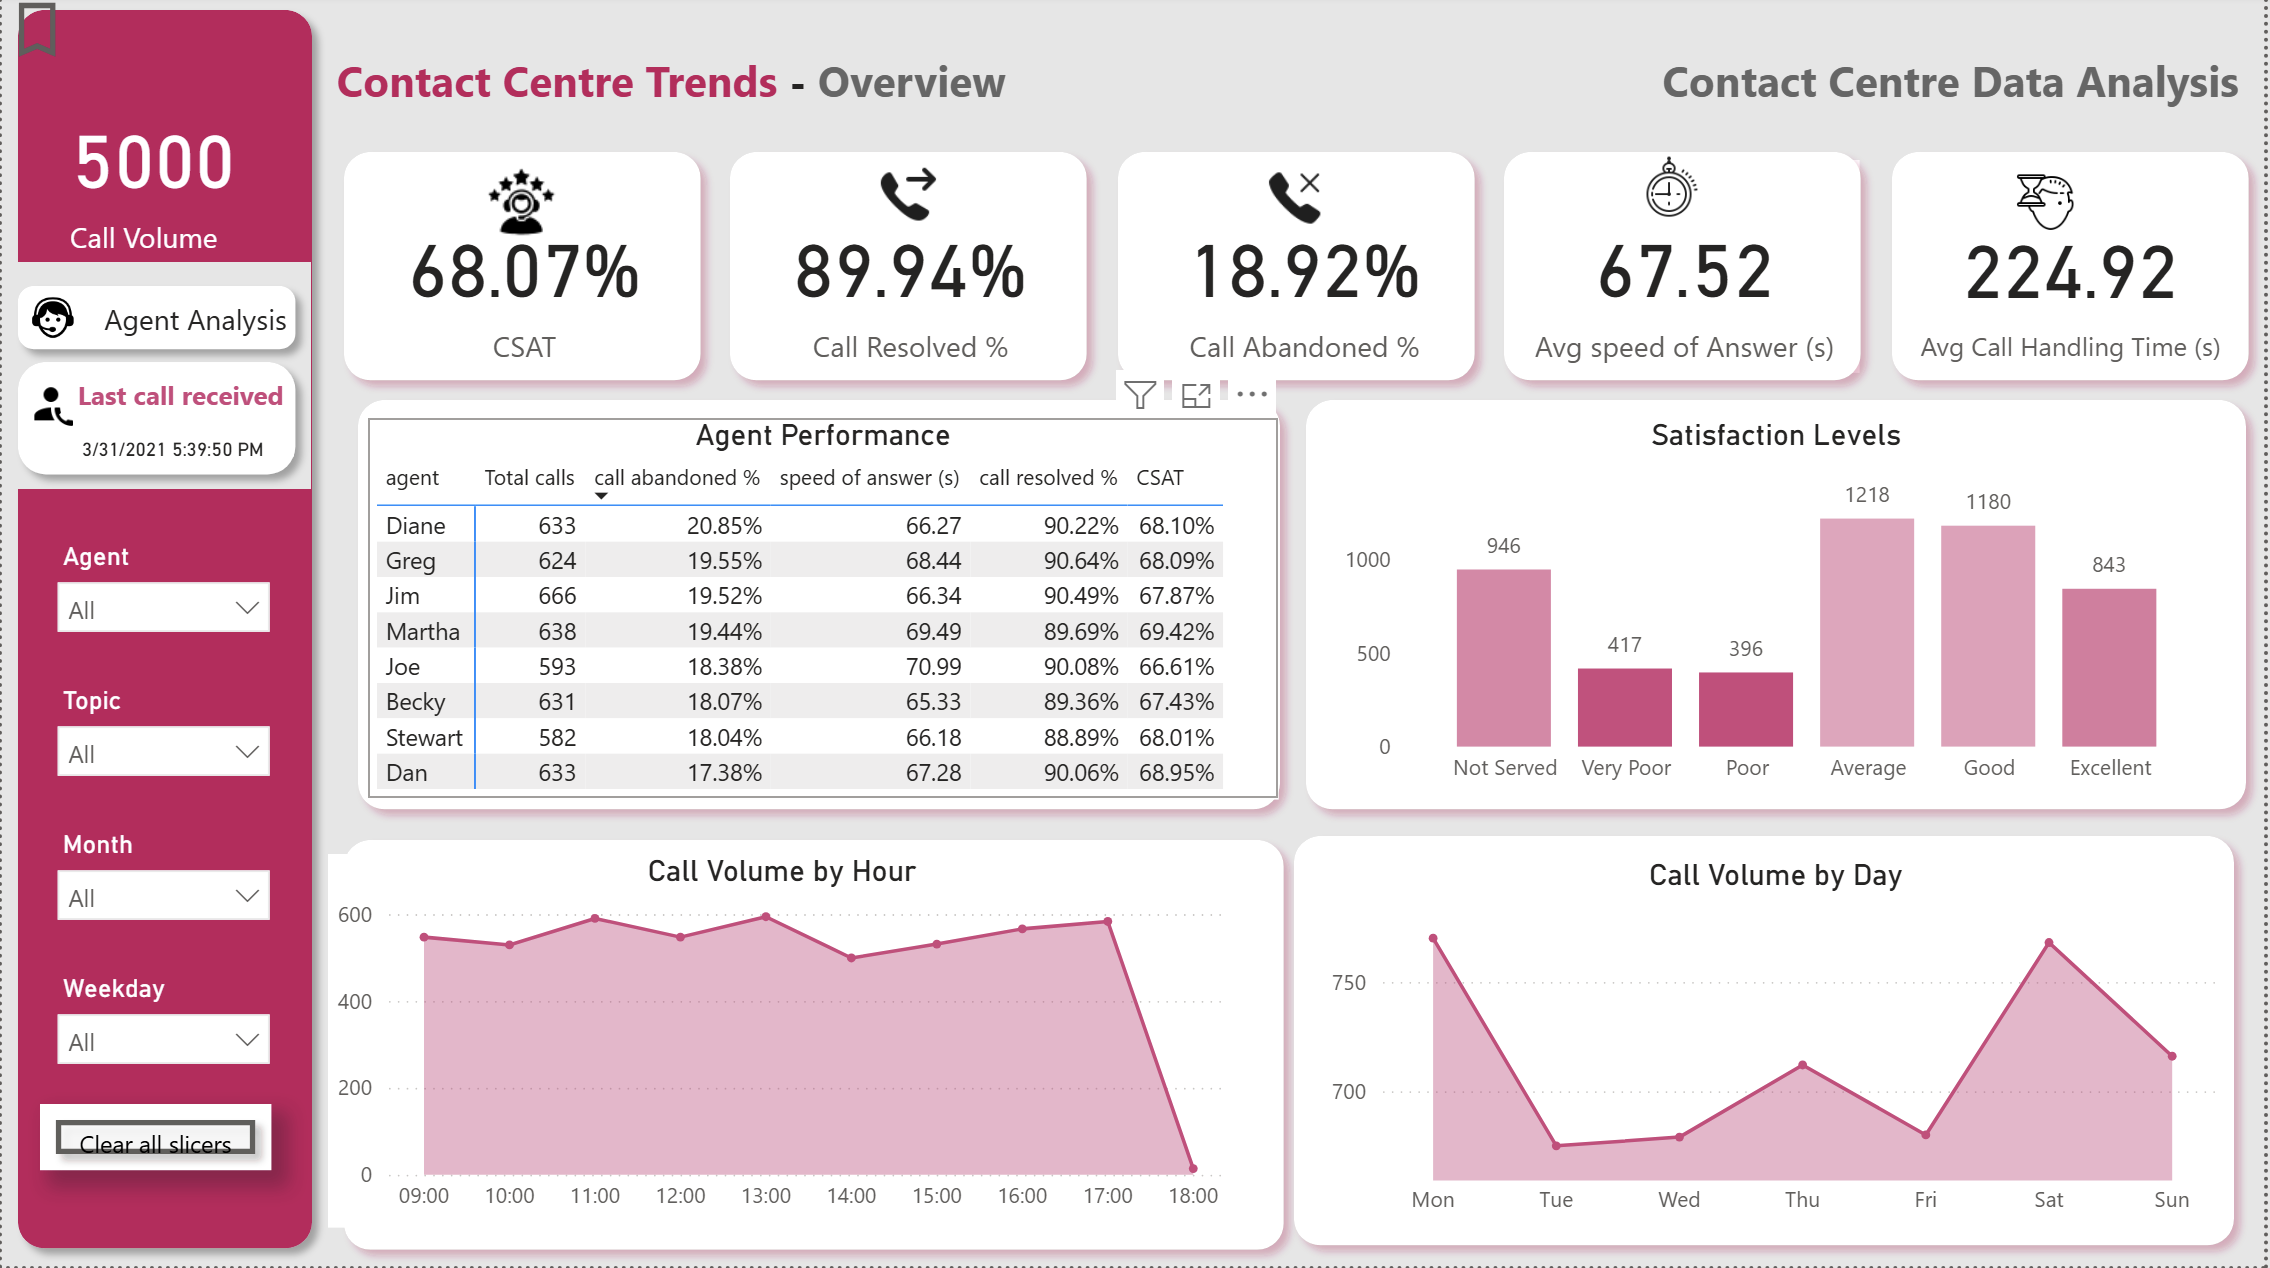 Contact Centre Trends - Overview
Contact Centre Data Analysis
5000
Call Volume
Agent Analysis
Last call received
3/31/2021 5:39:50 PM
Agent
All
Topic
All
Month
All
Weekday
All
Clear all slicers
68.07%
CSAT
89.94%
Call Resolved %
18.92%
Call Abandoned %
67.52
Avg speed of Answer (s)
224.92
Avg Call Handling Time (s)
Agent Performance
agent Total calls call abandoned % speed of answer (s) call resolved % CSAT
Diane 633 20.85% 66.27 90.22% 68.10%
Greg 624 19.55% 68.44 90.64% 68.09%
Jim 666 19.52% 66.34 90.49% 67.87%
Martha 638 19.44% 69.49 89.69% 69.42%
Joe 593 18.38% 70.99 90.08% 66.61%
Becky 631 18.07% 65.33 89.36% 67.43%
Stewart 582 18.04% 66.18 88.89% 68.01%
Dan 633 17.38% 67.28 90.06% 68.95%
Satisfaction Levels
1000
500
0
946
417
396
1218
1180
843
Not Served Very Poor Poor Average Good Excellent
Call Volume by Hour
600
400
200
0
09:00 10:00 11:00 12:00 13:00 14:00 15:00 16:00 17:00 18:00
Call Volume by Day
750
700
Mon Tue Wed Thu Fri Sat Sun